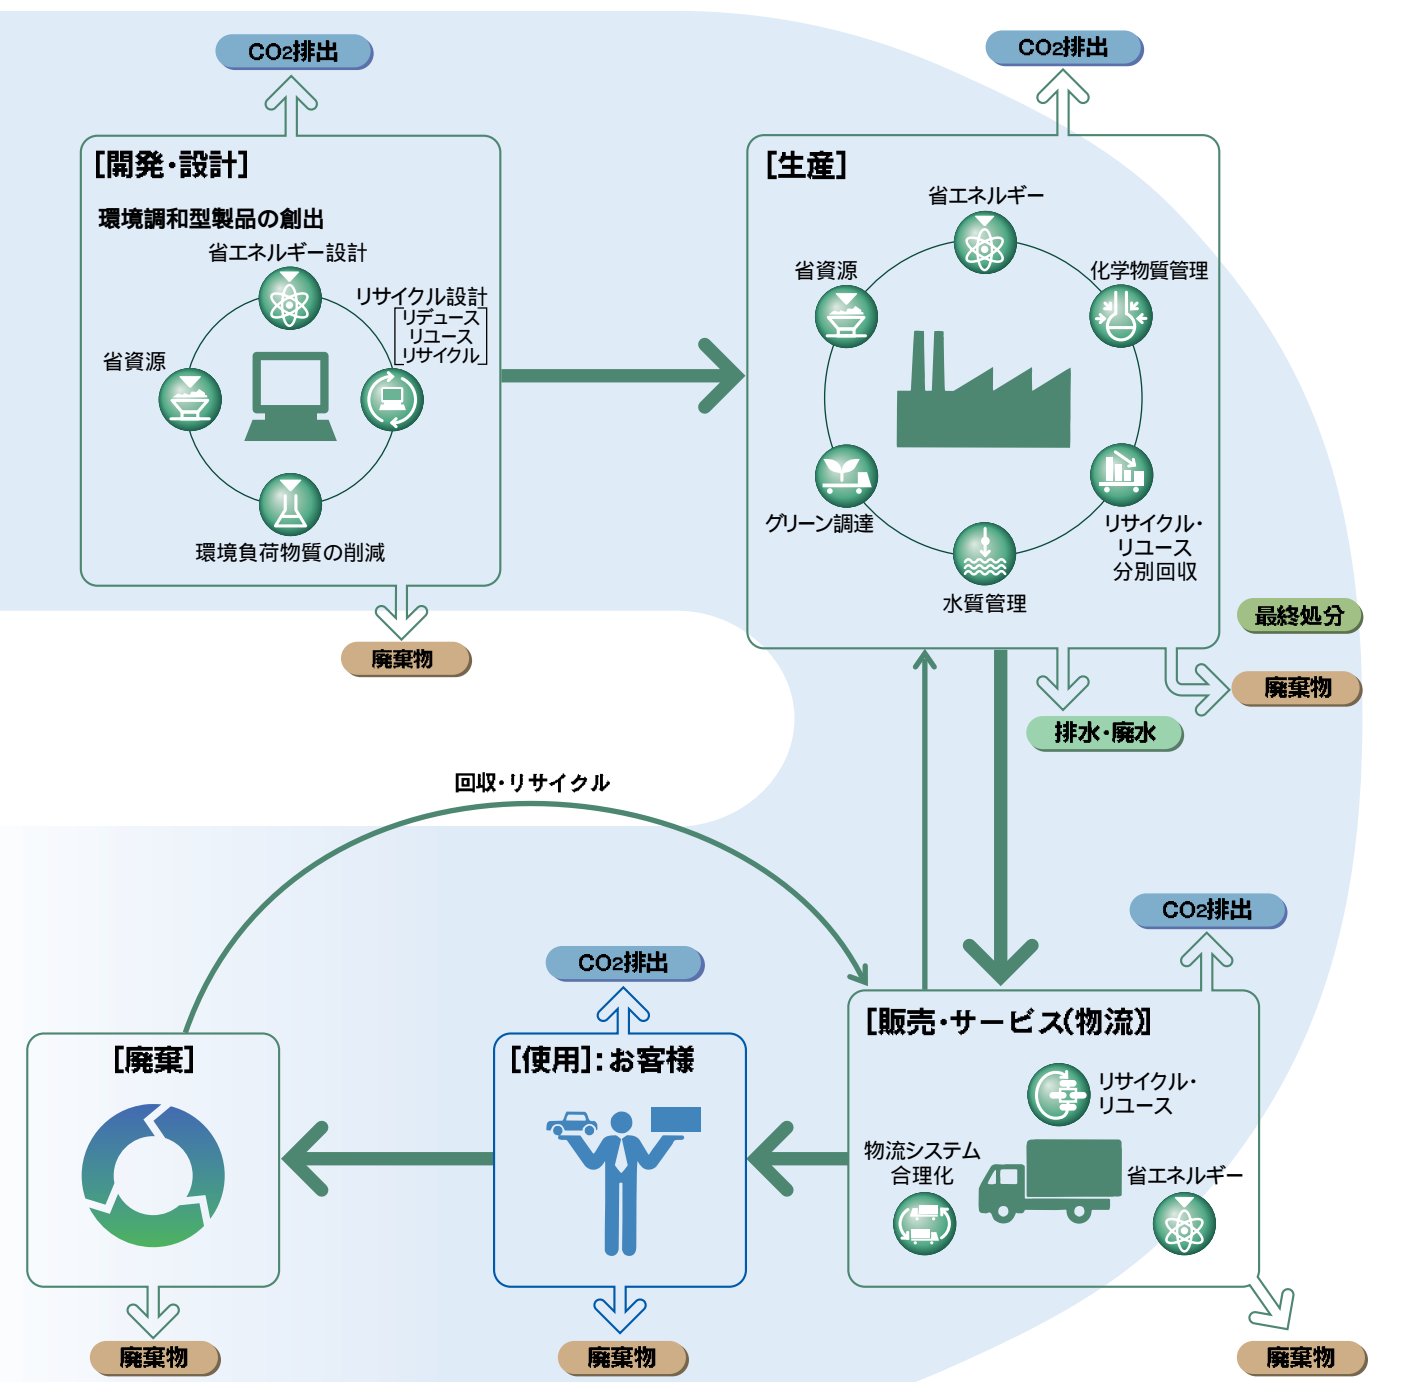 CO2排出
[開発・設計]
環境調和型製品の創出
省エネルギー設計
リサイクル設計
リデュース
リユース
リサイクル
省資源
環境負荷物質の削減
廃棄物
CO2排出
[生産]
省エネルギー
省資源
化学物質管理
グリーン調達
リサイクル・
リユース
分別回収
水質管理
最終処分
廃棄物
排水・廃水
回収・リサイクル
CO2排出
[販売・サービス(物流)]
リサイクル・
リユース
物流システム
合理化
省エネルギー
廃棄物
CO2排出
[使用]:お客様
廃棄物
[廃棄]
廃棄物